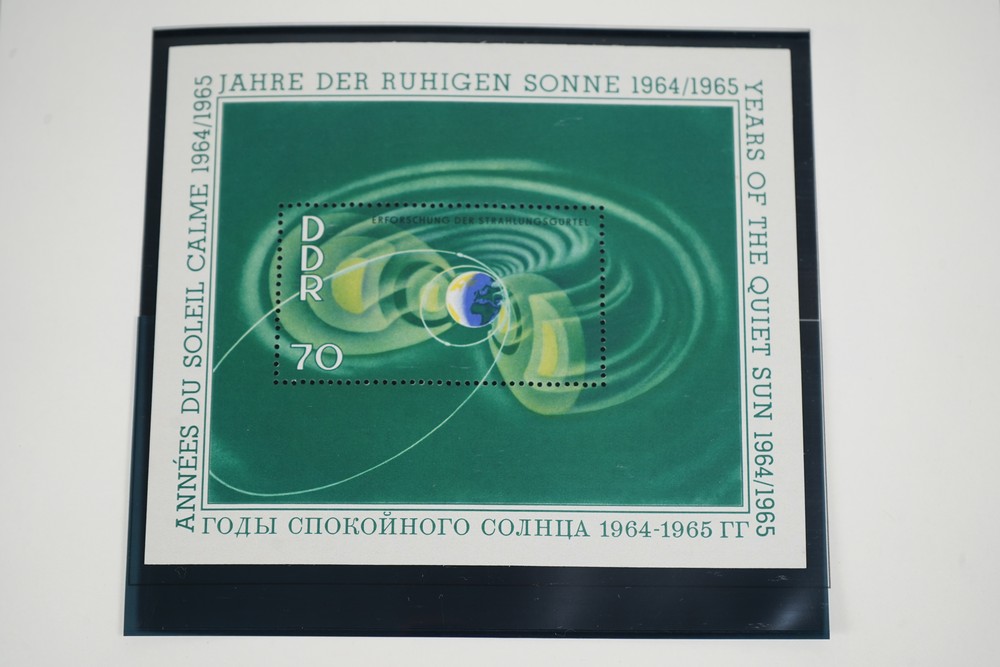 JAHRE DER RUHIGEN SONNE 1964/1965
ANNÉES DU SOLEIL CALME 1964/1965
YEARS OF THE QUIET SUN 1964/1965
ERFORSCHUNG DER STRAHLUNGSGÜRTEL
DDR
70
ГОДЫ СПОКОЙНОГО СОЛНЦА 1964-1965 ГГ